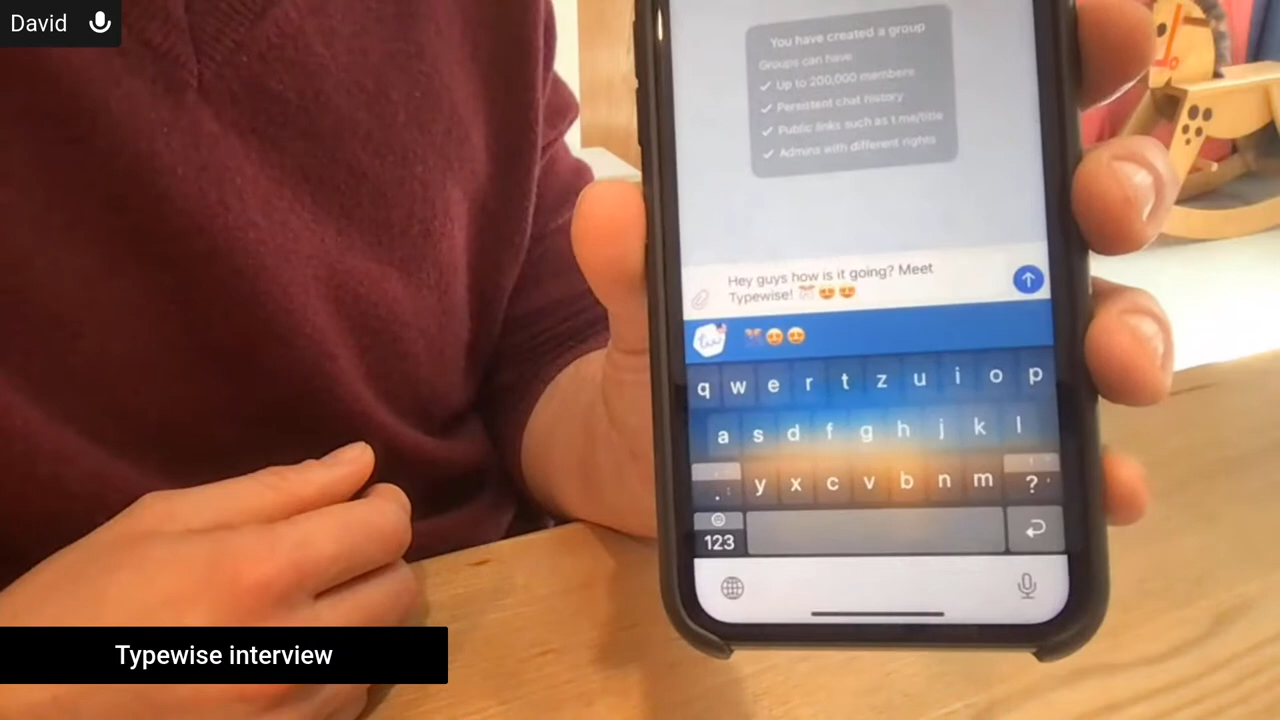 David
You have created a group
Groups can have:
✓ Up to 200,000 members
✓ Persistent chat history
✓ Public links such as t.me/title
✓ Admins with different rights
Hey guys how is it going? Meet
Typewise! 😍😍
tw 😍😍
q w e r t z u i o p
a s d f g h j k l
. y x c v b n m ?
123
Typewise interview